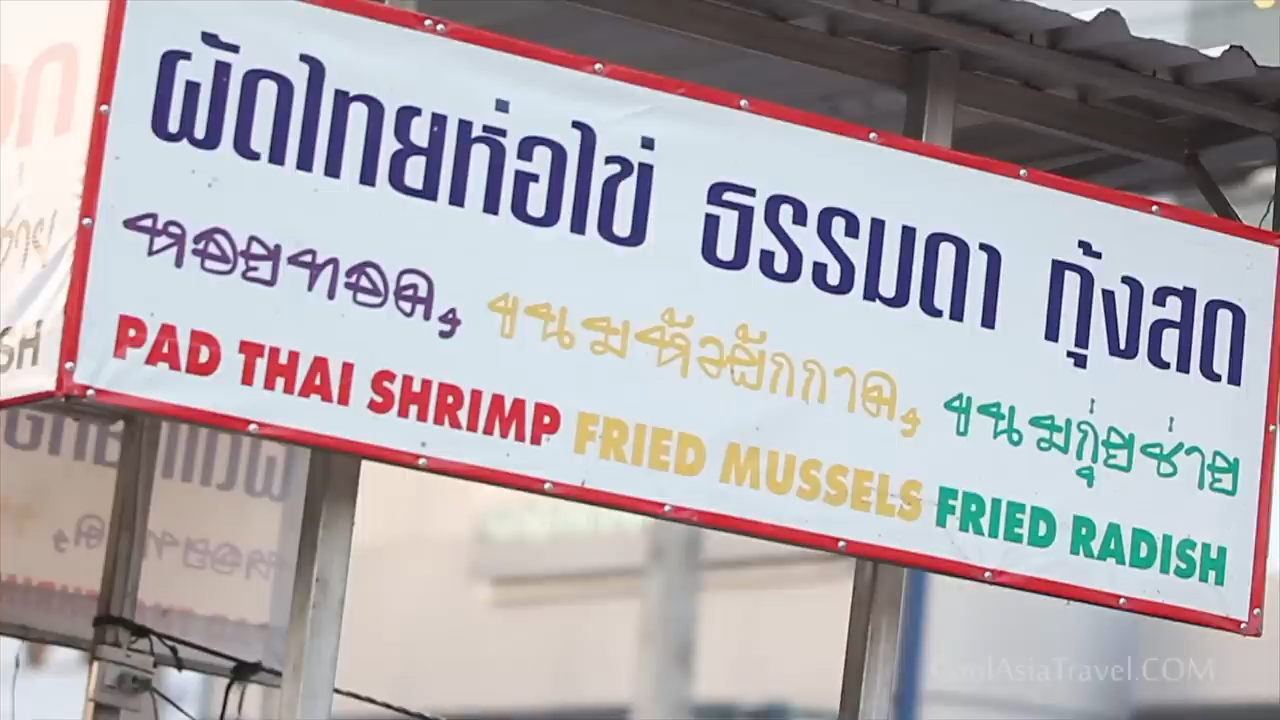 ผัดไทยห่อไข่ ธรรมดา กุ้งสด
หอยทอด, ขนมหัวผักกาด, ขนมกุ่ยช่าย
PAD THAI SHRIMP FRIED MUSSELS FRIED RADISH
CoolAsiaTravel.COM